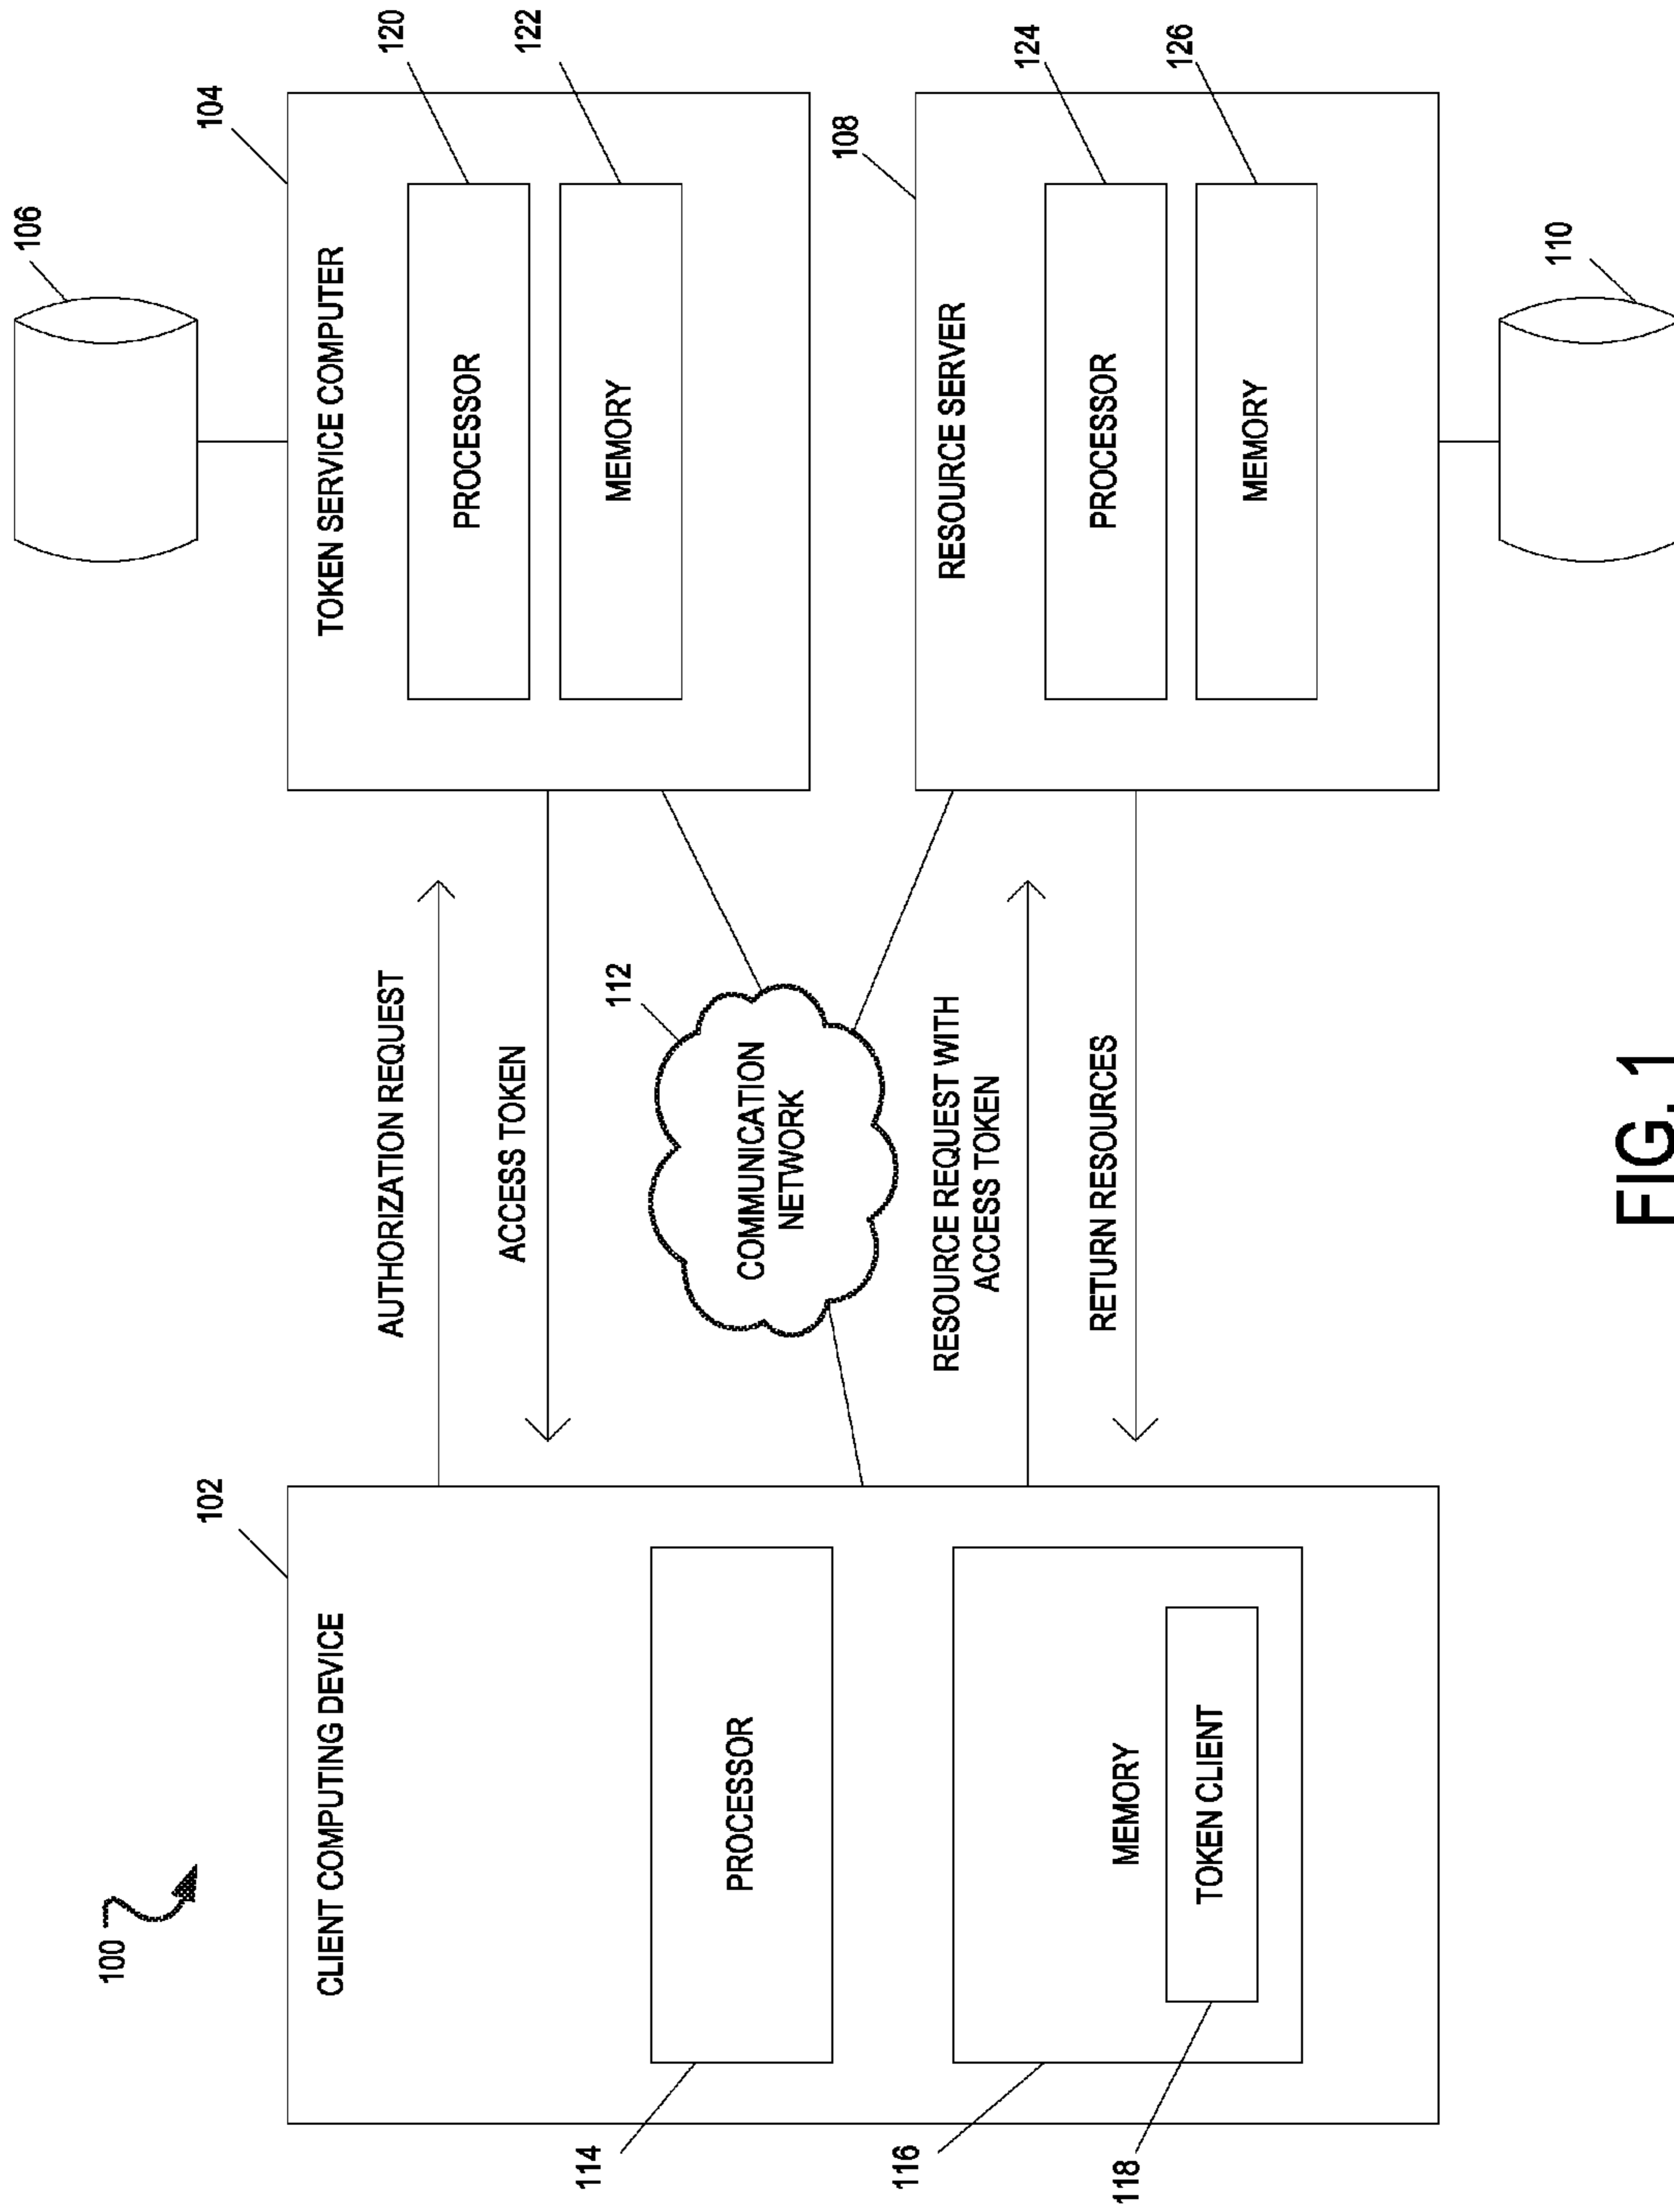 100
102
CLIENT COMPUTING DEVICE
PROCESSOR
114
MEMORY
116
TOKEN CLIENT
118
AUTHORIZATION REQUEST
ACCESS TOKEN
112
COMMUNICATION
NETWORK
RESOURCE REQUEST WITH
ACCESS TOKEN
RETURN RESOURCES
106
104
TOKEN SERVICE COMPUTER
PROCESSOR
120
MEMORY
122
108
RESOURCE SERVER
PROCESSOR
124
MEMORY
126
110
FIG. 1